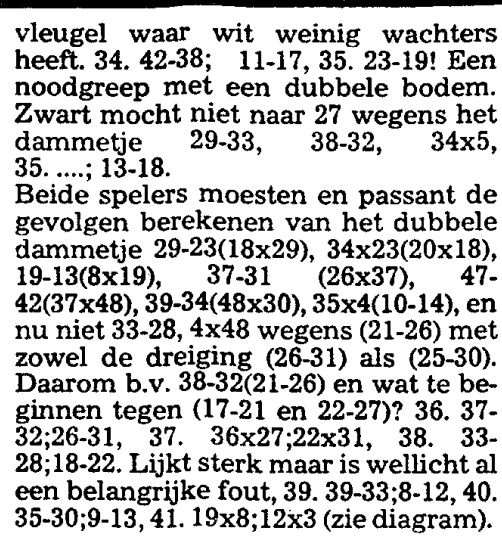 vleugel waar wit weinig wachters
heeft. 34. 42-38; 11-17, 35. 23-19! Een
noodgreep met een dubbele bodem.
Zwart mocht niet naar 27 wegens het
dammetje 29-33, 38-32, 34x5,
35. ....; 13-18.
Beide spelers moesten en passant de
gevolgen berekenen van het dubbele
dammetje 29-23(18x29), 34x23(20x18),
19-13(8x19), 37-31 (26x37), 47-
42(37x48), 39-34(48x30), 35x4(10-14), en
nu niet 33-28, 4x48 wegens (21-26) met
zowel de dreiging (26-31) als (25-30).
Daarom b.v. 38-32(21-26) en wat te be-
ginnen tegen (17-21 en 22-27)? 36. 37-
32;26-31, 37. 36x27;22x31, 38. 33-
28;18-22. Lijkt sterk maar is wellicht al
een belangrijke fout, 39. 39-33;8-12, 40.
35-30;9-13, 41. 19x8;12x3 (zie diagram).